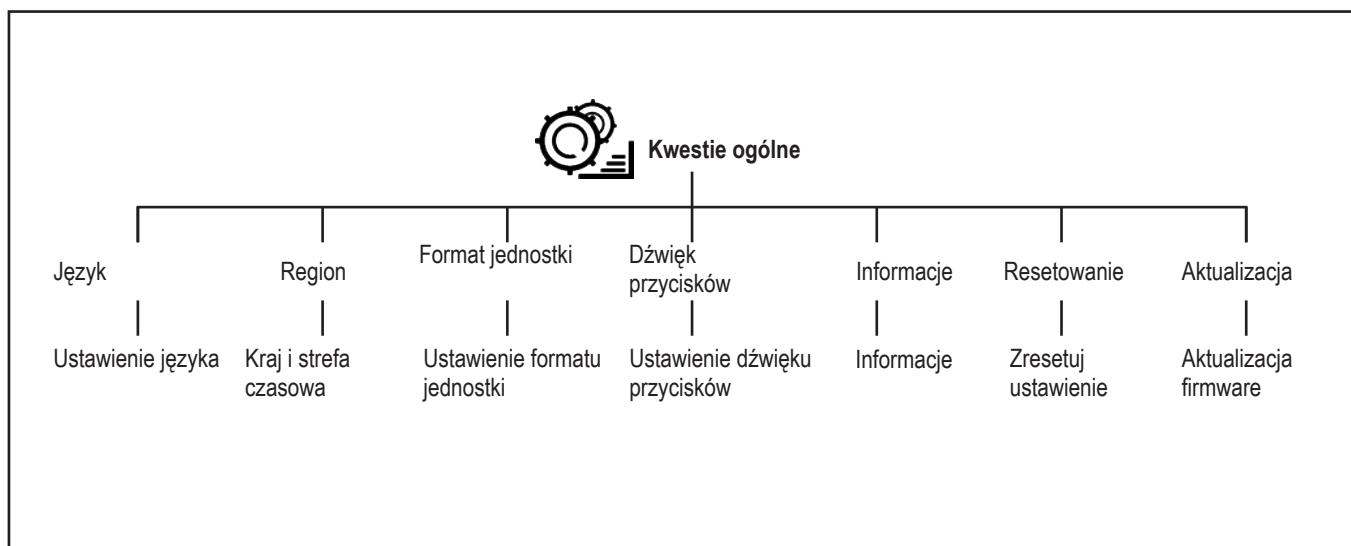 Kwestie ogólne
Język
Region
Format jednostki
Dźwięk
przycisków
Informacje
Resetowanie
Aktualizacja
Ustawienie języka
Kraj i strefa
czasowa
Ustawienie formatu
jednostki
Ustawienie dźwięku
przycisków
Informacje
Zresetuj
ustawienie
Aktualizacja
firmware